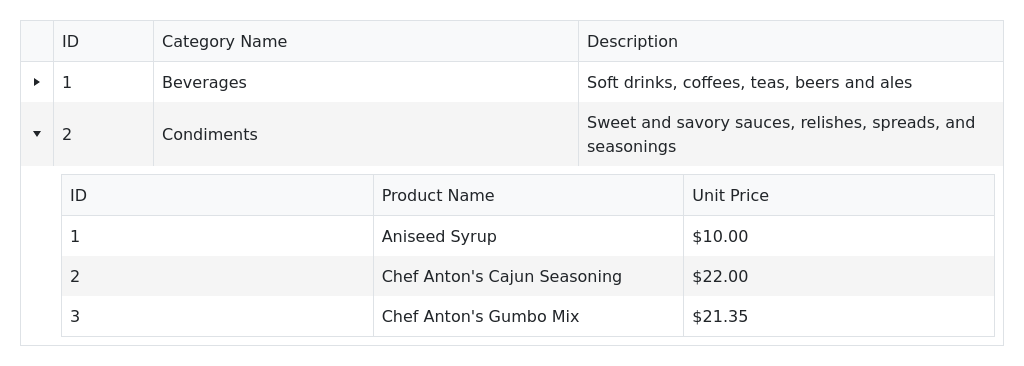 ID Category Name Description
1 Beverages Soft drinks, coffees, teas, beers and ales
2 Condiments Sweet and savory sauces, relishes, spreads, and
seasonings
ID Product Name Unit Price
1 Aniseed Syrup $10.00
2 Chef Anton's Cajun Seasoning $22.00
3 Chef Anton's Gumbo Mix $21.35